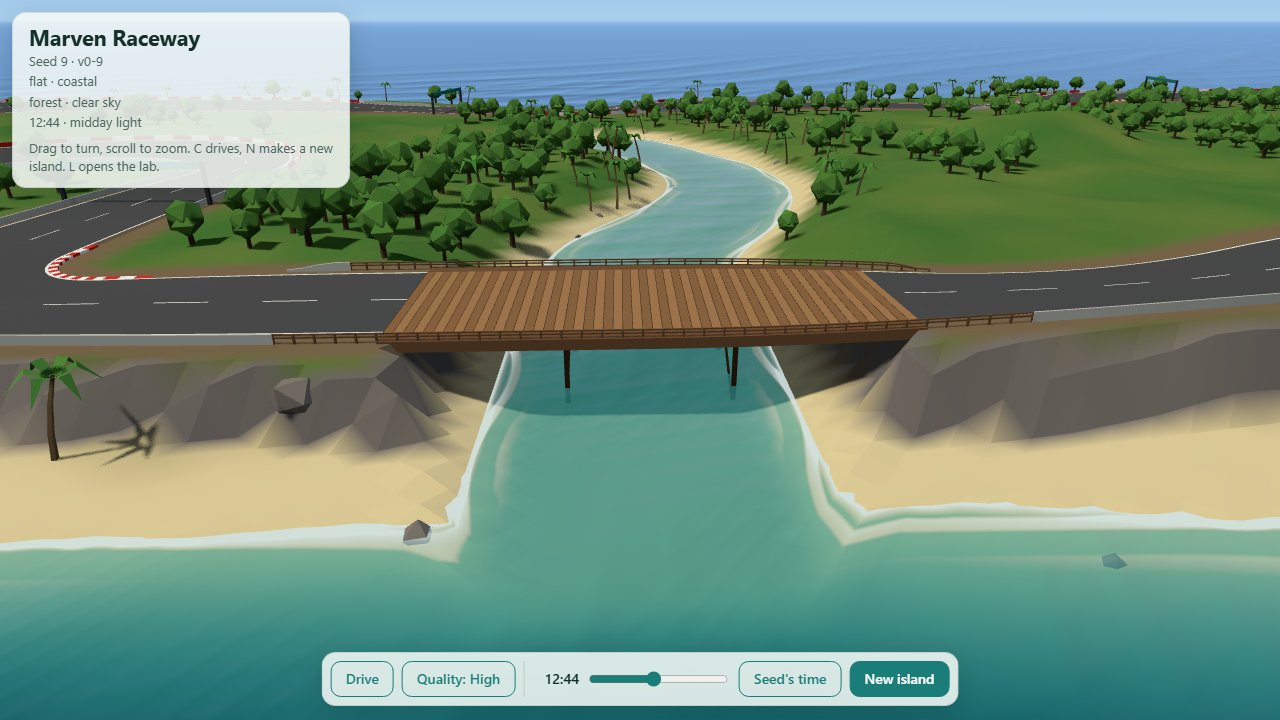 Marven Raceway
Seed 9 · v0-9
flat · coastal
forest · clear sky
12:44 · midday light
Drag to turn, scroll to zoom. C drives, N makes a new
island. L opens the lab.
Drive
Quality: High
12:44
Seed's time
New island